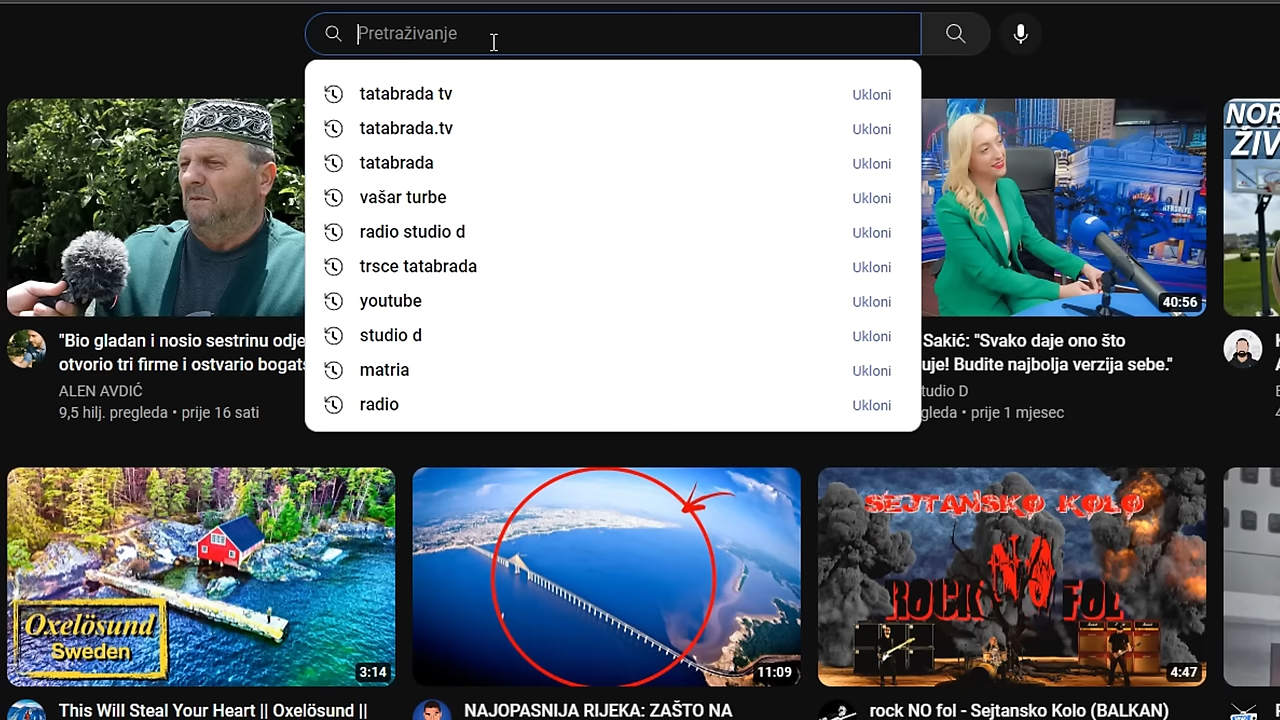 Pretraživanje
tatabrada tv
Ukloni
tatabrada.tv
Ukloni
tatabrada
Ukloni
vašar turbe
Ukloni
radio studio d
Ukloni
trsce tatabrada
Ukloni
youtube
Ukloni
studio d
Ukloni
matria
Ukloni
radio
Ukloni
"Bio gladan i nosio sestrinu odje
otvorio tri firme i ostvario bogat
ALEN AVDIĆ
9,5 hilj. pregleda • prije 16 sati
40:56
Sakić: "Svako daje ono što
uje! Budite najbolja verzija sebe."
tudio D
gleda • prije 1 mjesec
NOR
ŽIV
Oxelösund
Sweden
3:14
This Will Steal Your Heart || Oxelösund ||
11:09
NAJOPASNIJA RIJEKA: ZAŠTO NA
SEJTANSKO KOLO
ROCK NO FOL
4:47
rock NO fol - Sejtansko Kolo (BALKAN)